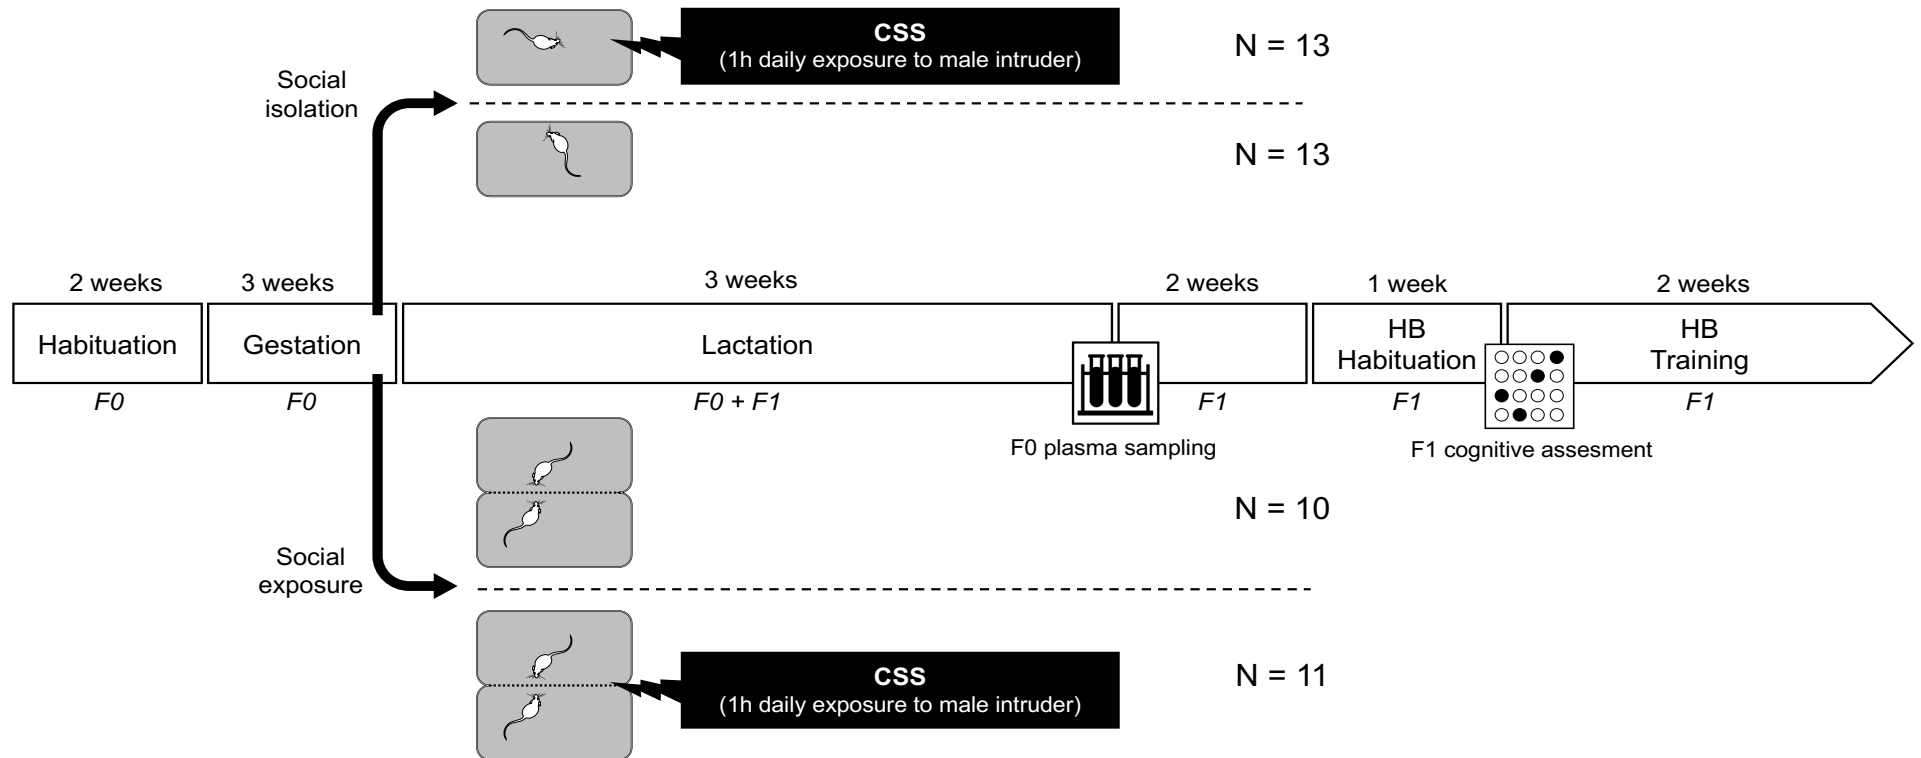 CSS
(1h daily exposure to male intruder)
N = 13
Social
isolation
N = 13
2 weeks
3 weeks
3 weeks
2 weeks
1 week
2 weeks
Habituation
Gestation
Lactation
HB
Habituation
HB
Training
F0
F0
F0 + F1
F1
F1
F1
F0 plasma sampling
F1 cognitive assesment
N = 10
Social
exposure
CSS
(1h daily exposure to male intruder)
N = 11